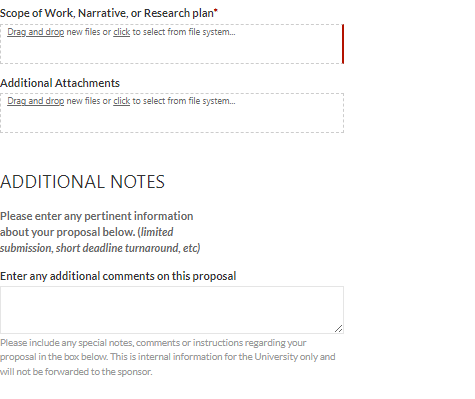 Scope of Work, Narrative, or Research plan*
Drag and drop new files or click to select from file system...
Additional Attachments
Drag and drop new files or click to select from file system...
ADDITIONAL NOTES
Please enter any pertinent information
about your proposal below. (limited
submission, short deadline turnaround, etc)
Enter any additional comments on this proposal
Please include any special notes, comments or instructions regarding your
proposal in the box below. This is internal information for the University only and
will not be forwarded to the sponsor.